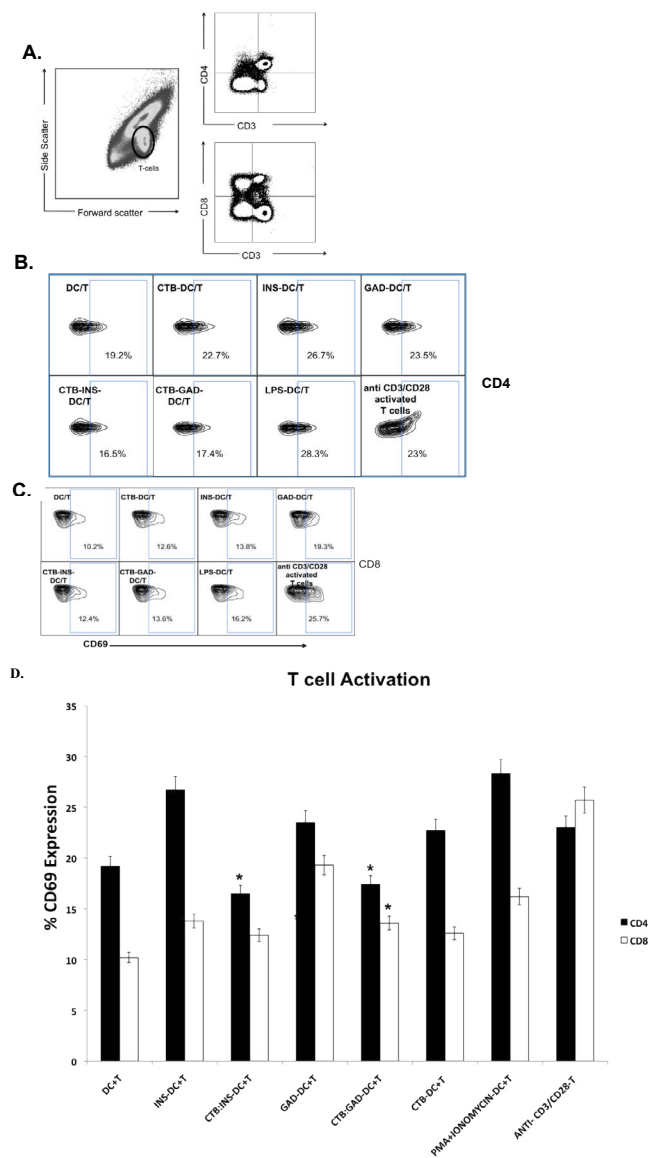 A.
Side Scatter
T-cells
Forward scatter
CD4
CD3
CD8
CD3
B.
DC/T
19.2%
CTB-DC/T
22.7%
INS-DC/T
26.7%
GAD-DC/T
23.5%
CTB-INS-
DC/T
16.5%
CTB-GAD-
DC/T
17.4%
LPS-DC/T
28.3%
anti CD3/CD28
activated
T cells
23%
CD4
C.
DC/T
10.2%
CTB-DC/T
12.6%
INS-DC/T
13.8%
GAD-DC/T
19.3%
CTB-INS-
DC/T
12.4%
CTB-GAD-
DC/T
13.6%
LPS-DC/T
16.2%
anti CD3/CD28
activated
T cells
25.7%
CD8
CD69
D.
T cell Activation
% CD69 Expression
35
30
25
20
15
10
5
0
*
*
*
DC+T
INS-DC+T
CTB:INS-DC+T
GAD-DC+T
CTB:GAD-DC+T
CTB-DC+T
PMA+IONOMYCIN-DC+T
ANTI- CD3/CD28-T
CD4
CD8